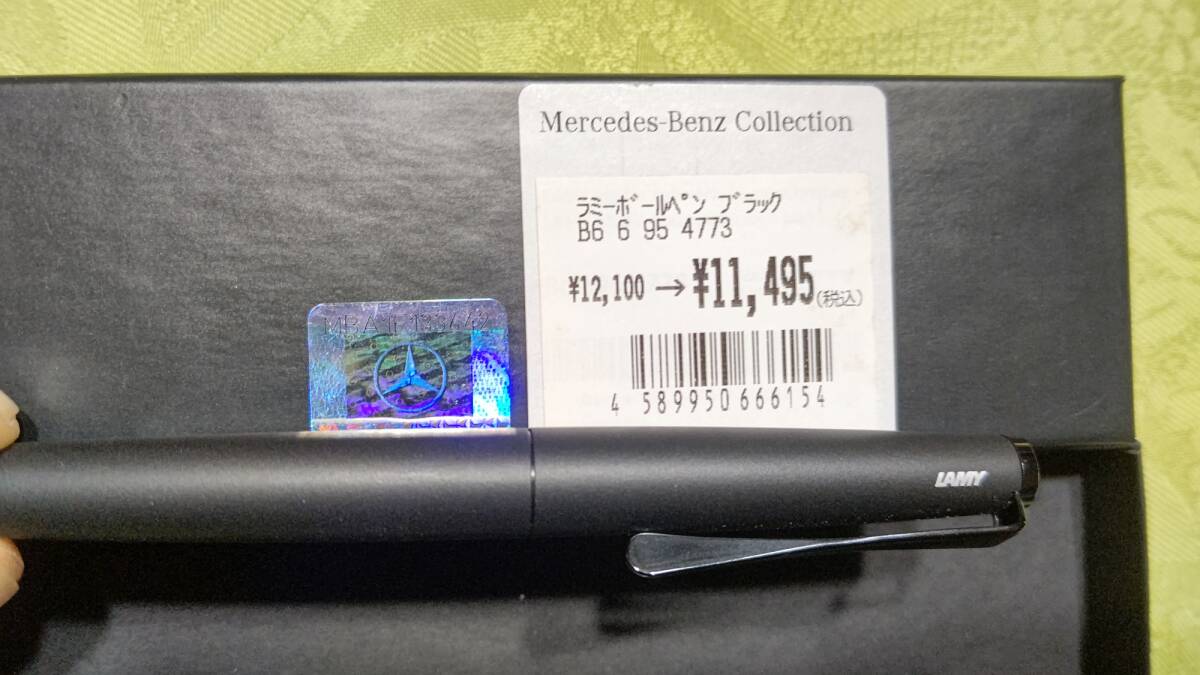 Mercedes-Benz Collection
ラミーボールペン ブラック
B6 6 95 4773
¥12,100 → ¥11,495(税込)
4 589950 666154
LAMY